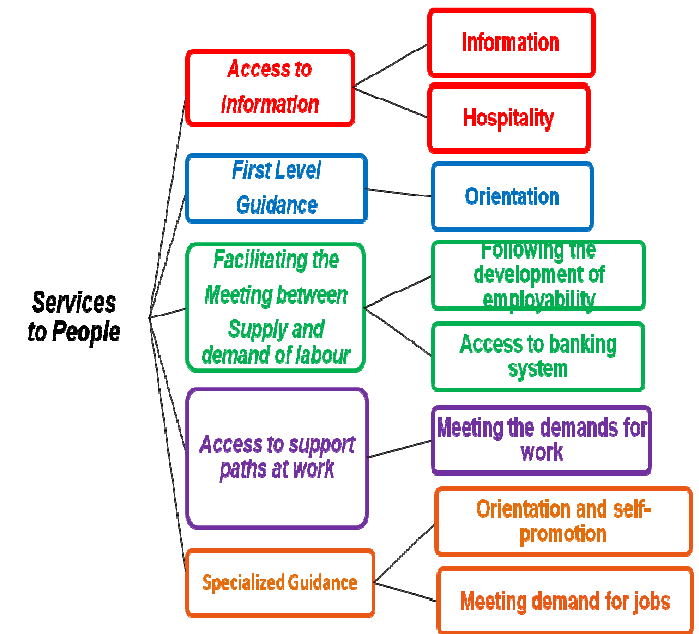 Services
to People
Access to
Information
Information
Hospitality
First Level
Guidance
Orientation
Facilitating the
Meeting between
Supply and
demand of labour
Following the
development of
employability
Access to banking
system
Access to support
paths at work
Meeting the demands for
work
Specialized Guidance
Orientation and self-
promotion
Meeting demand for jobs